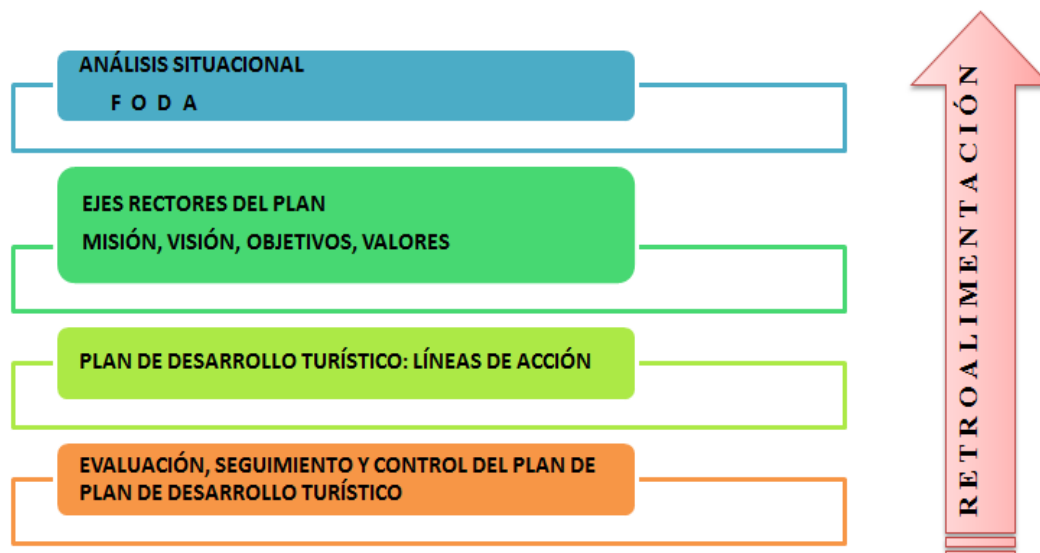 ANÁLISIS SITUACIONAL
F O D A
EJES RECTORES DEL PLAN
MISIÓN, VISIÓN, OBJETIVOS, VALORES
PLAN DE DESARROLLO TURÍSTICO: LÍNEAS DE ACCIÓN
EVALUACIÓN, SEGUIMIENTO Y CONTROL DEL PLAN DE
PLAN DE DESARROLLO TURÍSTICO
RETROALIMENTACIÓN